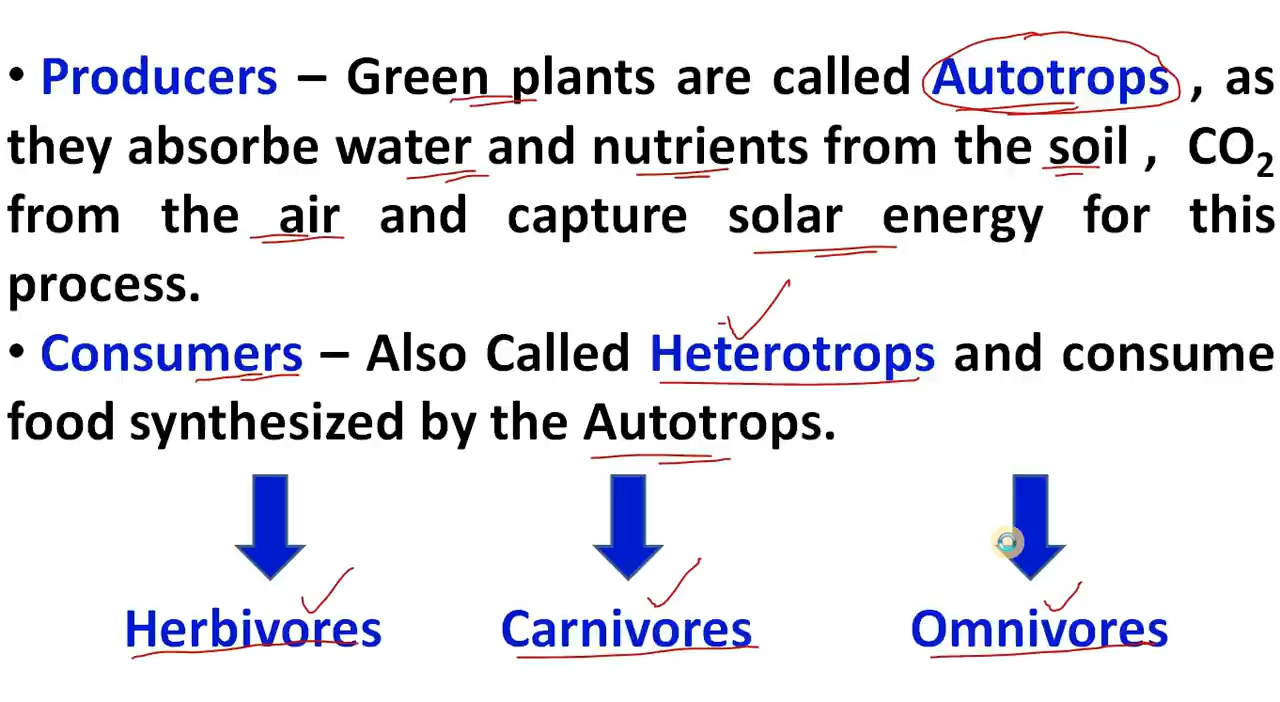 • Producers – Green plants are called Autotrops , as
they absorbe water and nutrients from the soil , CO₂
from the air and capture solar energy for this
process.
• Consumers – Also Called Heterotrops and consume
food synthesized by the Autotrops.
Herbivores Carnivores Omnivores